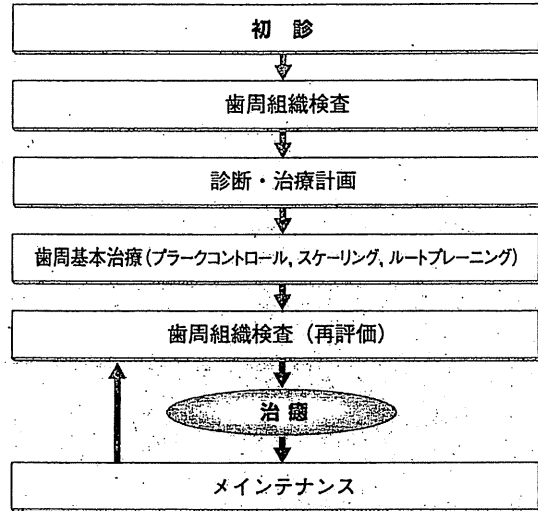 初診
歯周組織検査
診断・治療計画
歯周基本治療(プラークコントロール,スケーリング,ルートプレーニング)
歯周組織検査(再評価)
治癒
メインテナンス